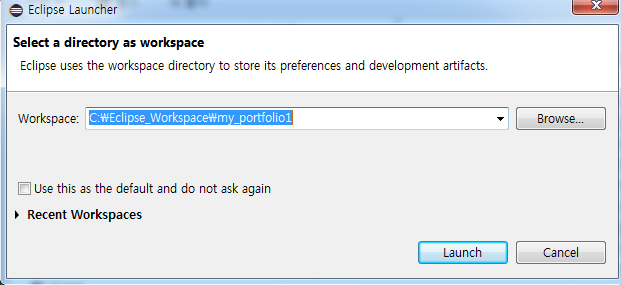 Eclipse Launcher
Select a directory as workspace
Eclipse uses the workspace directory to store its preferences and development artifacts.
Workspace: C:₩Eclipse_Workspace₩my_portfolio1 Browse...
Use this as the default and do not ask again
Recent Workspaces
Launch Cancel